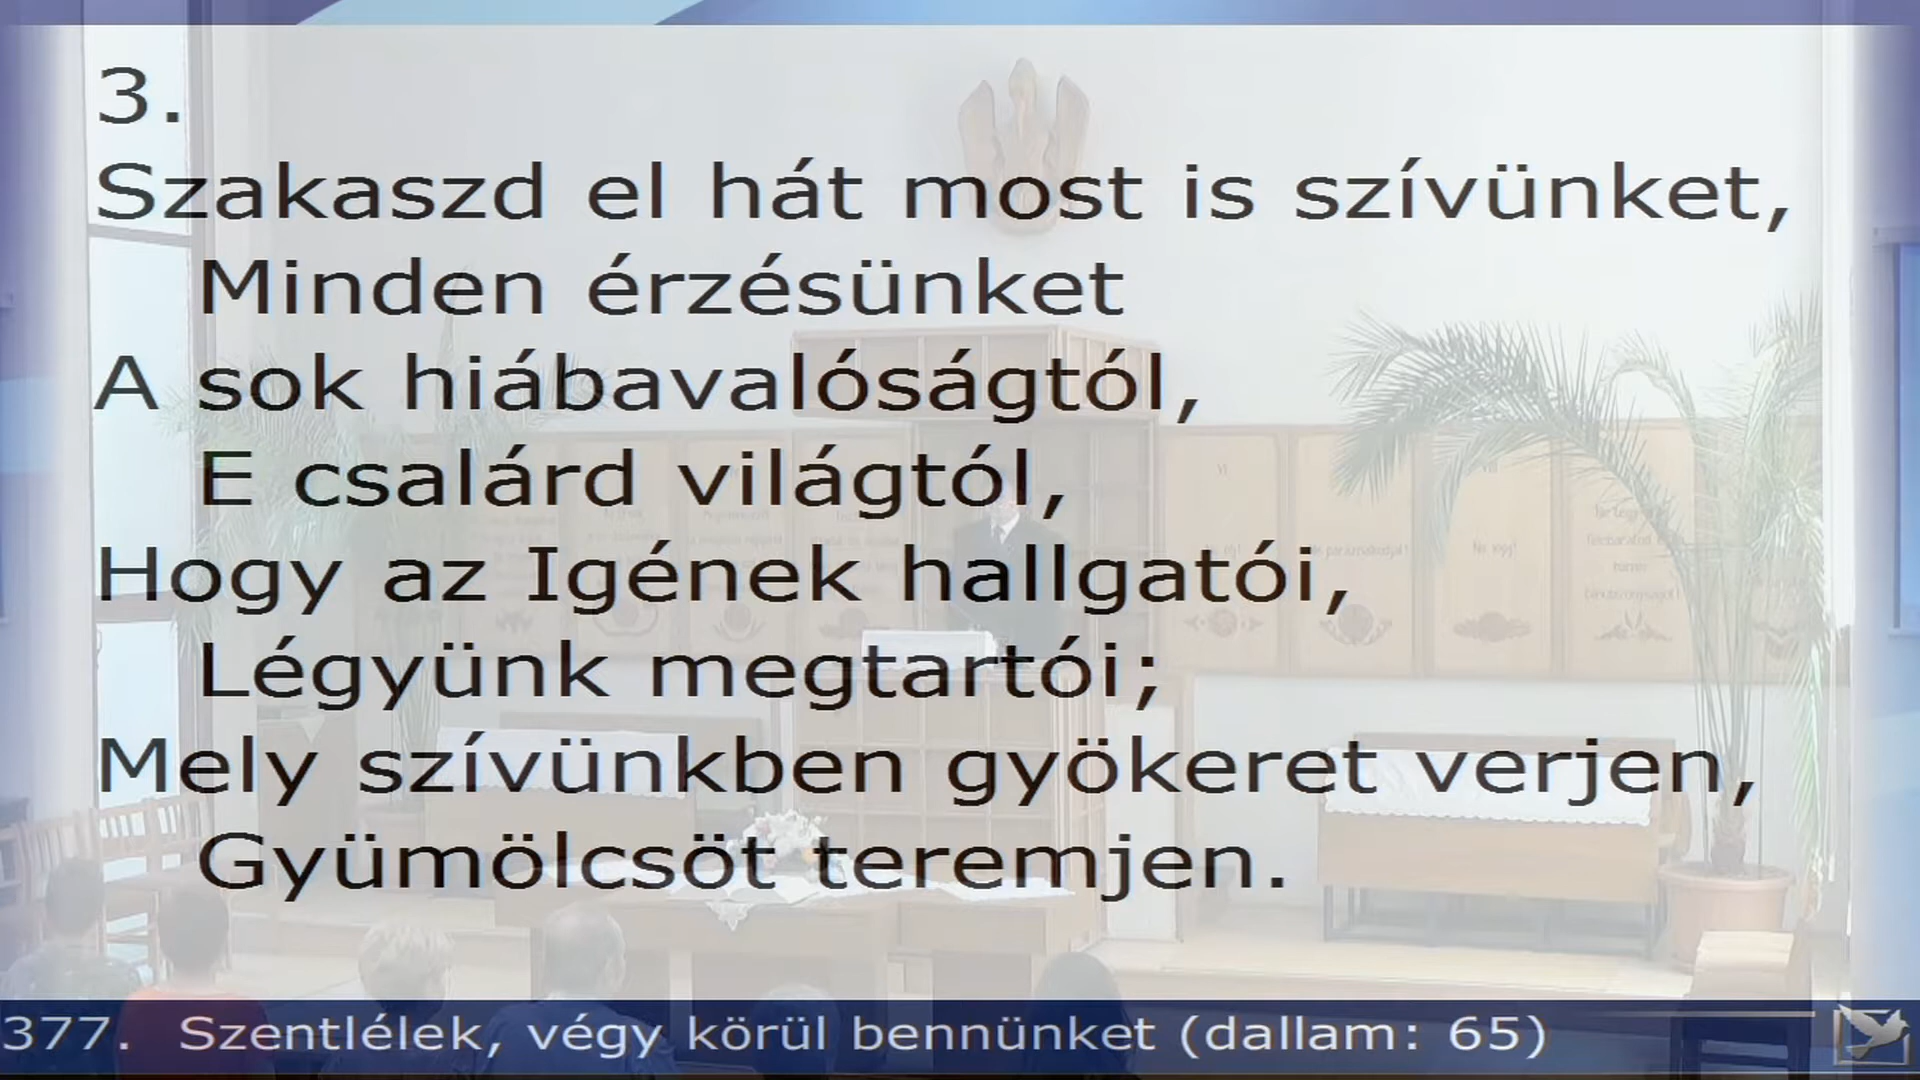 3.
Szakaszd el hát most is szívünket,
Minden érzésünket
A sok hiábavalóságtól,
E csalárd világtól,
Hogy az Igének hallgatói,
Légyünk megtartói;
Mely szívünkben gyökeret verjen,
Gyümölcsöt teremjen.
377. Szentlélek, végy körül bennünket (dallam: 65)